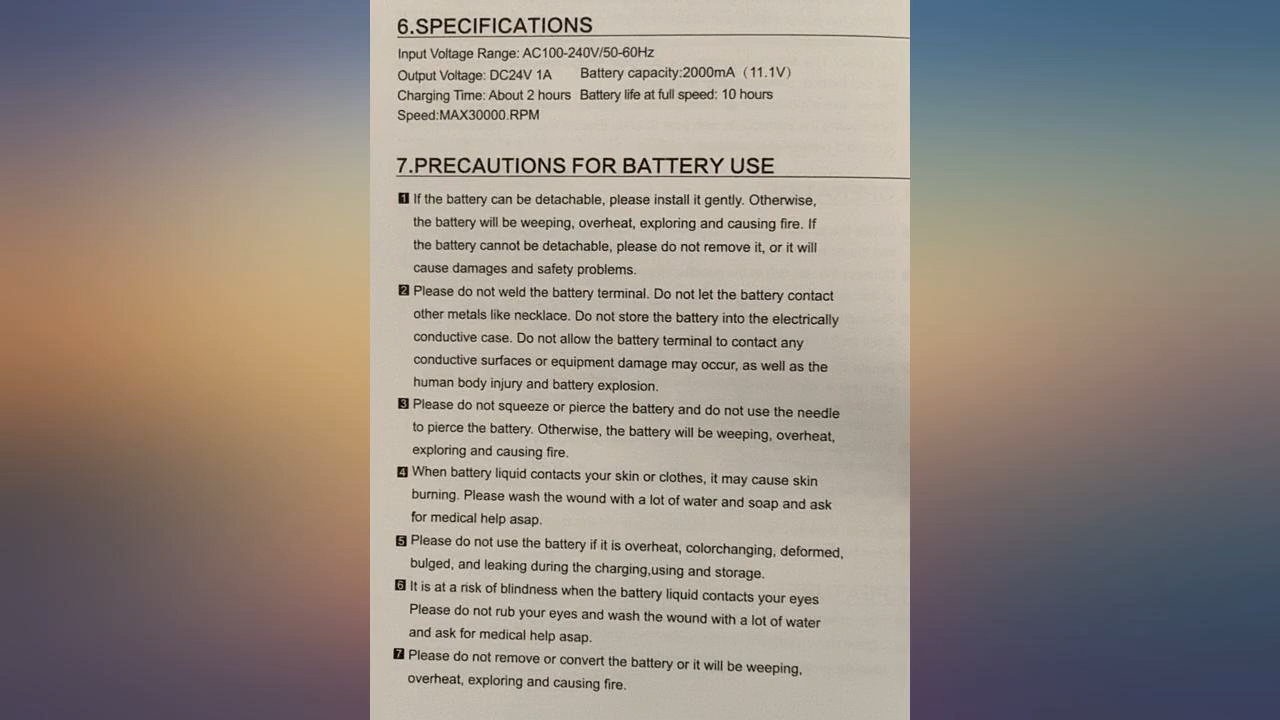 6.SPECIFICATIONS
Input Voltage Range: AC100-240V/50-60Hz
Output Voltage: DC24V 1A Battery capacity:2000mA（11.1V）
Charging Time: About 2 hours Battery life at full speed: 10 hours
Speed:MAX30000.RPM
7.PRECAUTIONS FOR BATTERY USE
1 If the battery can be detachable, please install it gently. Otherwise,
the battery will be weeping, overheat, exploring and causing fire. If
the battery cannot be detachable, please do not remove it, or it will
cause damages and safety problems.
2 Please do not weld the battery terminal. Do not let the battery contact
other metals like necklace. Do not store the battery into the electrically
conductive case. Do not allow the battery terminal to contact any
conductive surfaces or equipment damage may occur, as well as the
human body injury and battery explosion.
3 Please do not squeeze or pierce the battery and do not use the needle
to pierce the battery. Otherwise, the battery will be weeping, overheat,
exploring and causing fire.
4 When battery liquid contacts your skin or clothes, it may cause skin
burning. Please wash the wound with a lot of water and soap and ask
for medical help asap.
5 Please do not use the battery if it is overheat, colorchanging, deformed,
bulged, and leaking during the charging,using and storage.
6 It is at a risk of blindness when the battery liquid contacts your eyes
Please do not rub your eyes and wash the wound with a lot of water
and ask for medical help asap.
7 Please do not remove or convert the battery or it will be weeping,
overheat, exploring and causing fire.